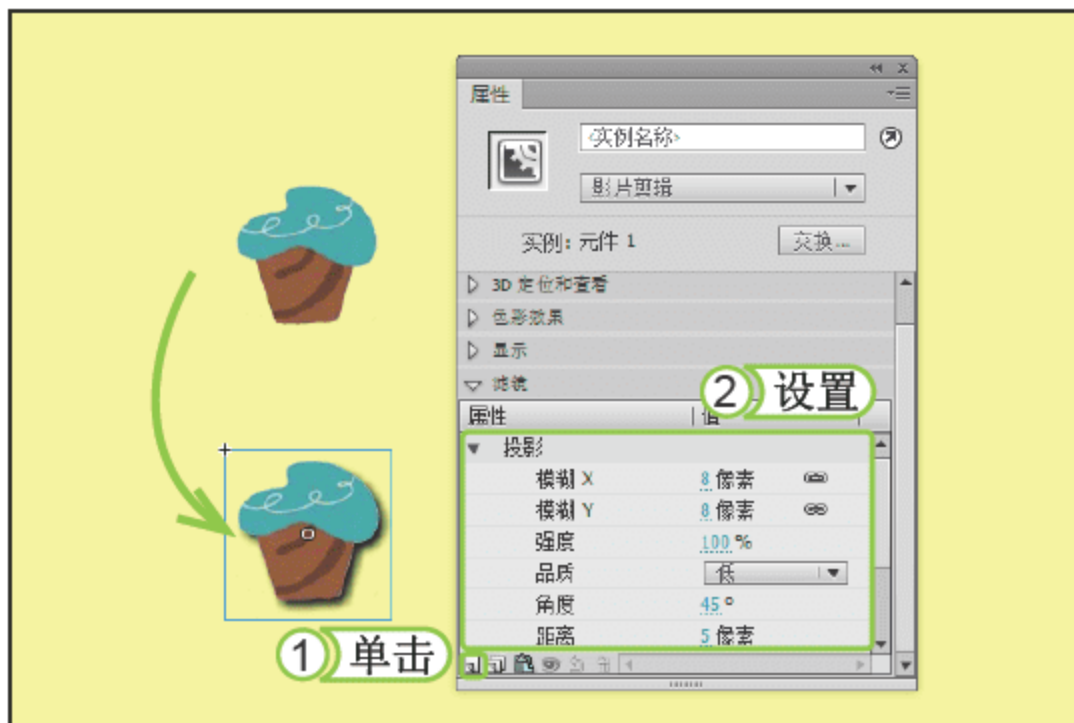 属性
<实例名称>
影片剪辑
实例: 元件 1
交换...
3D 定位和查看
色彩效果
显示
滤镜
② 设置
属性 值
投影
模糊 X 8 像素
模糊 Y 8 像素
强度 100 %
品质 低
角度 45 °
距离 5 像素
① 单击